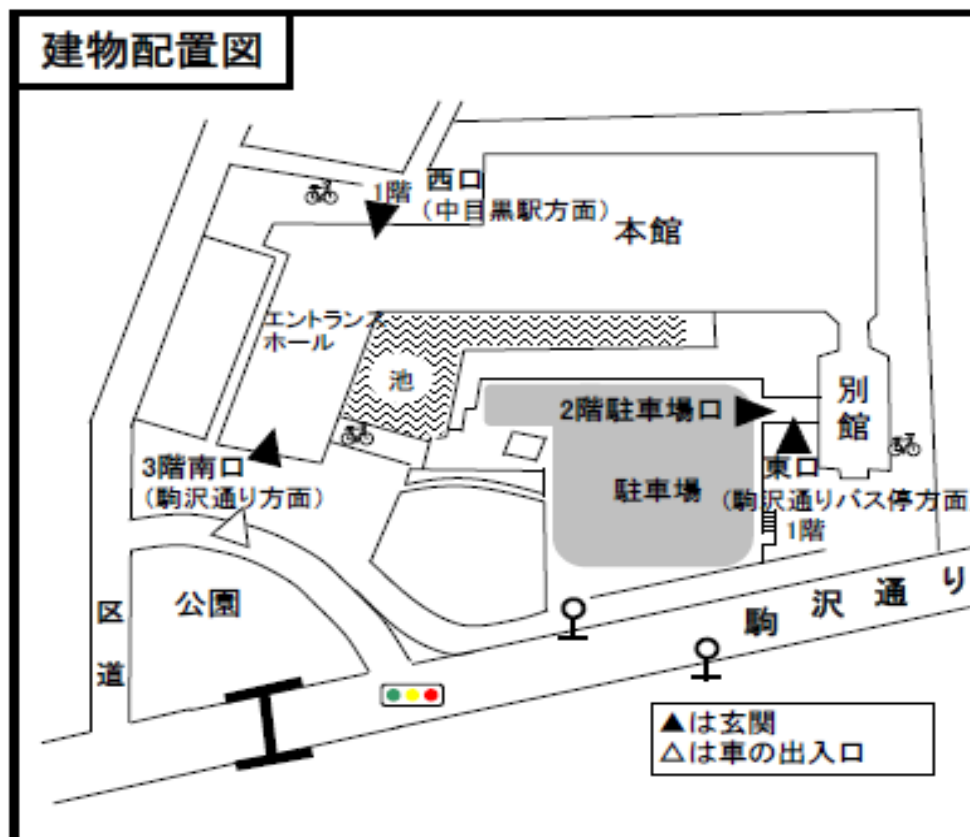 建物配置図
1階
西口
（中目黒駅方面）
本館
エントランス
ホール
池
2階駐車場口
別館
3階南口
（駒沢通り方面）
駐車場
東口
（駒沢通りバス停方面
1階
公園
区道
駒沢通り
▲は玄関
△は車の出入口